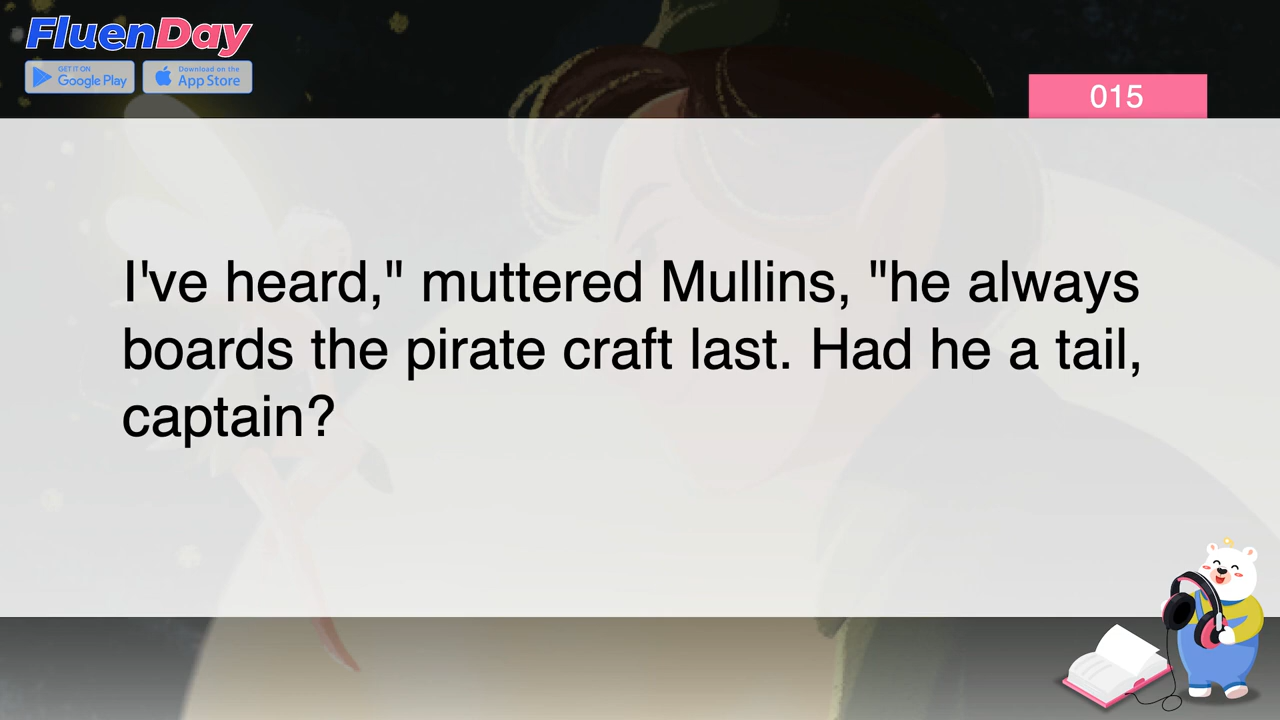 FluenDay
GET IT ON
Google Play
Download on the
App Store
015
I've heard," muttered Mullins, "he always
boards the pirate craft last. Had he a tail,
captain?